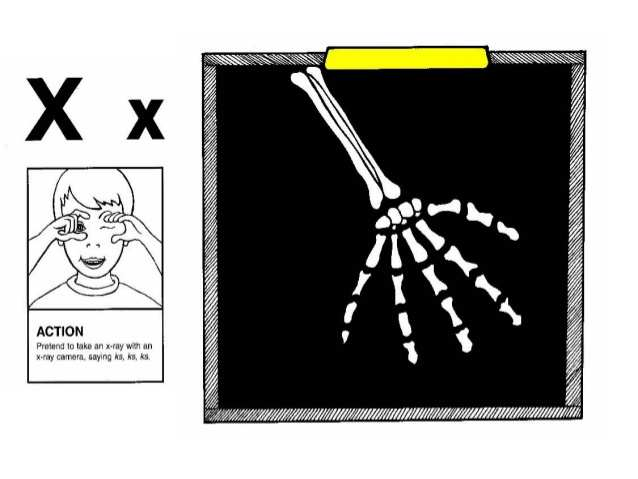 X x
ACTION
Pretend to take an x-ray with an
x-ray camera, saying ks, ks, ks.